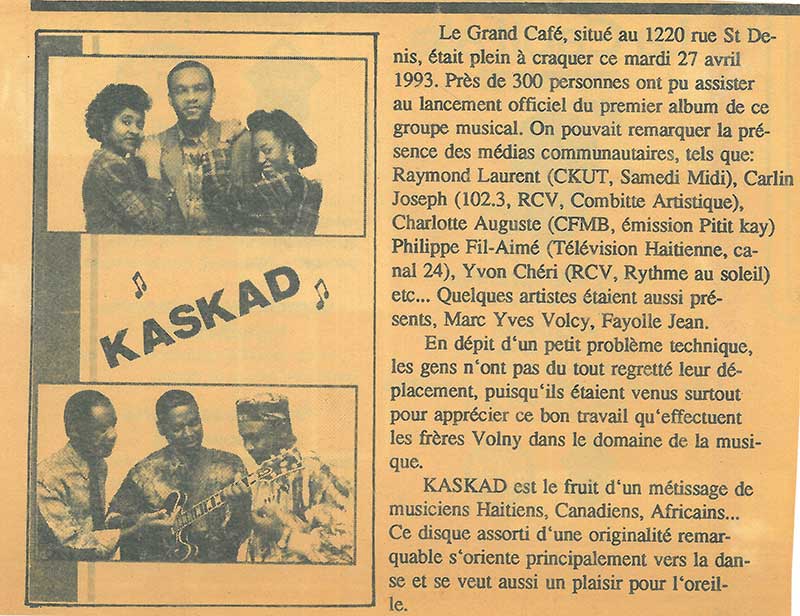 KASKAD
Le Grand Café, situé au 1220 rue St De-
nis, était plein à craquer ce mardi 27 avril
1993. Près de 300 personnes ont pu assister
au lancement officiel du premier album de ce
groupe musical. On pouvait remarquer la pré-
sence des médias communautaires, tels que:
Raymond Laurent (CKUT, Samedi Midi), Carlin
Joseph (102.3, RCV, Combitte Artistique),
Charlotte Auguste (CFMB, émission Pitit kay)
Philippe Fil-Aimé (Télévision Haitienne, ca-
nal 24), Yvon Chéri (RCV, Rythme au soleil)
etc... Quelques artistes étaient aussi pré-
sents, Marc Yves Volcy, Fayolle Jean.
En dépit d'un petit problème technique,
les gens n'ont pas du tout regretté leur dé-
placement, puisqu'ils étaient venus surtout
pour apprécier ce bon travail qu'effectuent
les frères Volny dans le domaine de la musi-
que.
KASKAD est le fruit d'un métissage de
musiciens Haitiens, Canadiens, Africains...
Ce disque assorti d'une originalité remar-
quable s'oriente principalement vers la dan-
se et se veut aussi un plaisir pour l'oreil-
le.